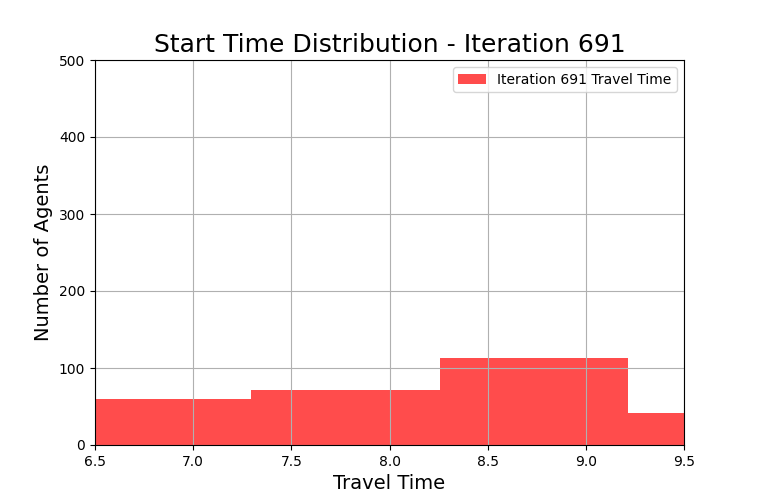 Start Time Distribution - Iteration 691
Iteration 691 Travel Time
Number of Agents
500
400
300
200
100
0
6.5 7.0 7.5 8.0 8.5 9.0 9.5
Travel Time